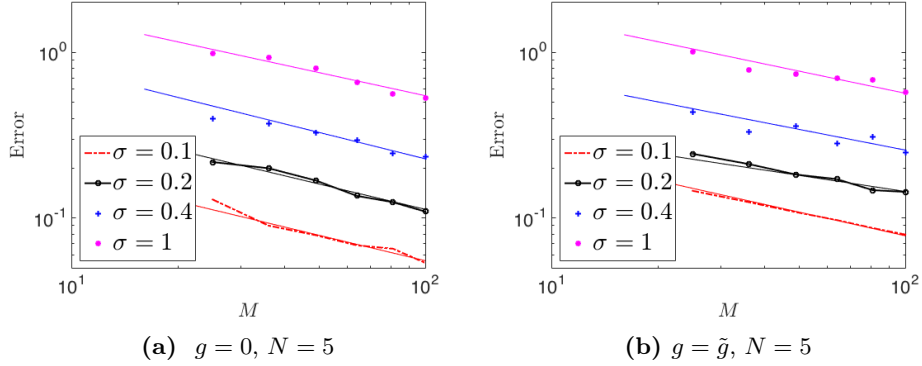 10^0
10^{-1}
Error
σ = 0.1
σ = 0.2
σ = 0.4
σ = 1
10^1
10^2
M
(a) g = 0, N = 5
10^0
10^{-1}
Error
σ = 0.1
σ = 0.2
σ = 0.4
σ = 1
10^1
10^2
M
(b) g = g̃, N = 5